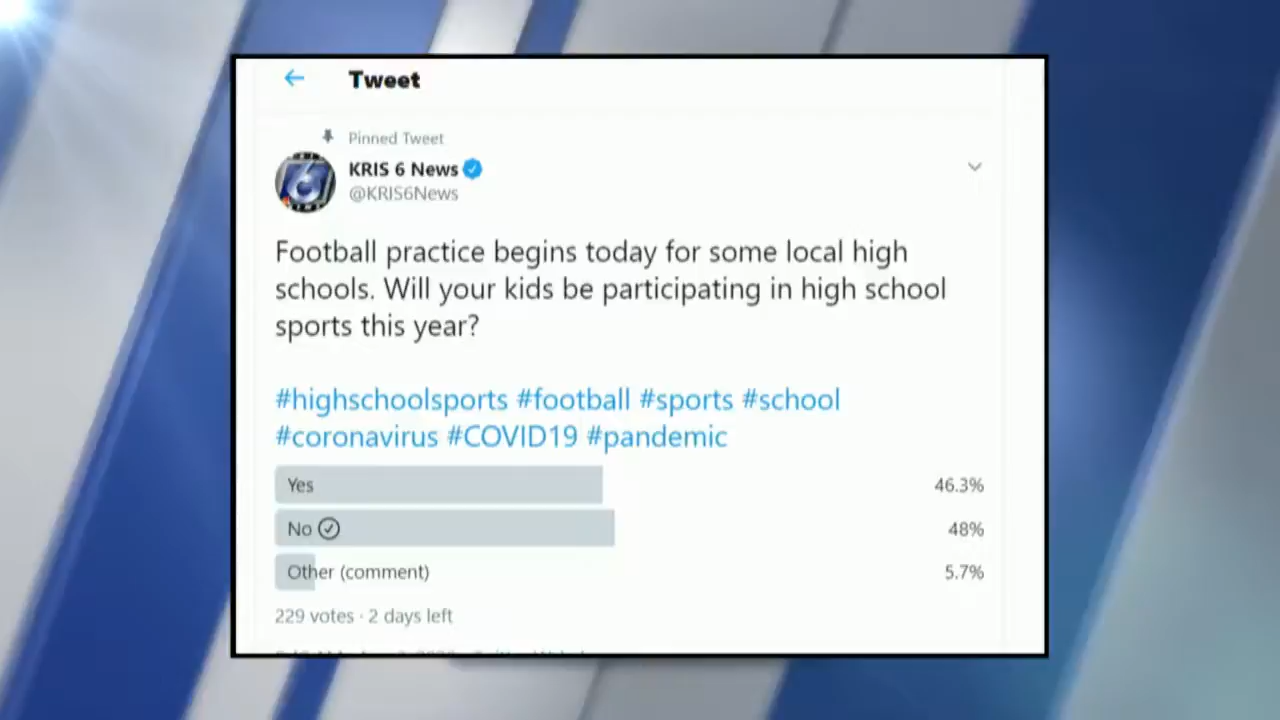 Tweet
Pinned Tweet
KRIS 6 News
@KRIS6News
Football practice begins today for some local high
schools. Will your kids be participating in high school
sports this year?
#highschoolsports #football #sports #school
#coronavirus #COVID19 #pandemic
Yes 46.3%
No 48%
Other (comment) 5.7%
229 votes · 2 days left